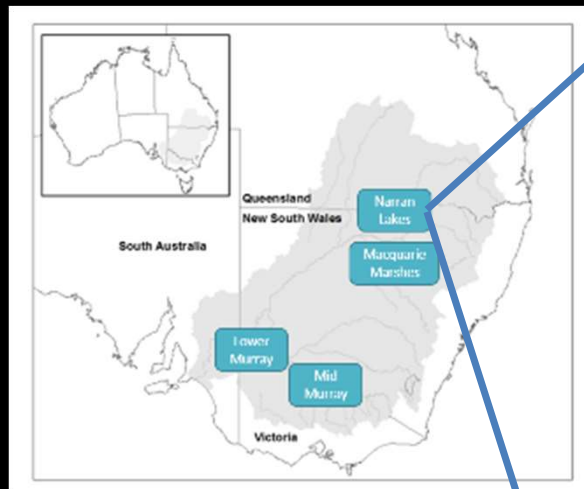 Queensland
New South Wales
Narran
Lakes
South Australia
Macquarie
Marshes
Lower
Murray
Mid
Murray
Victoria